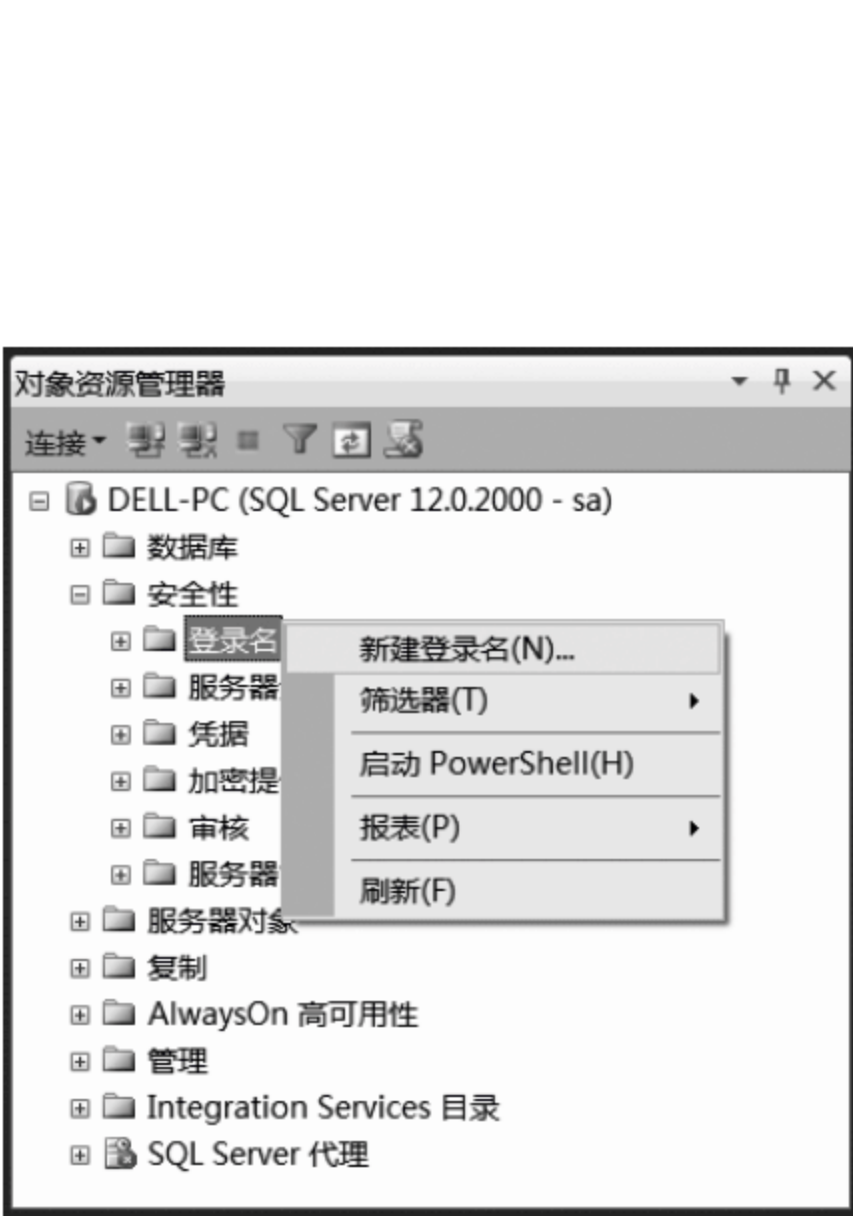 对象资源管理器
连接
DELL-PC (SQL Server 12.0.2000 - sa)
数据库
安全性
登录名
新建登录名(N)...
服务器
筛选器(T)
凭据
启动 PowerShell(H)
加密提
审核
报表(P)
服务器
刷新(F)
服务器对象
复制
AlwaysOn 高可用性
管理
Integration Services 目录
SQL Server 代理